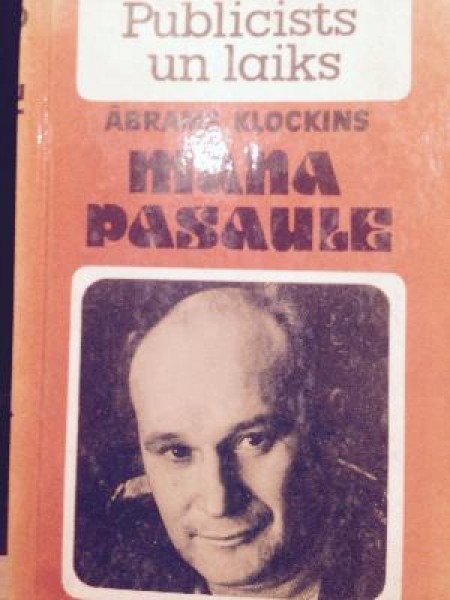 Publicists
un laiks
ĀBRAMS KLOCKINS
MANA
PASAULE